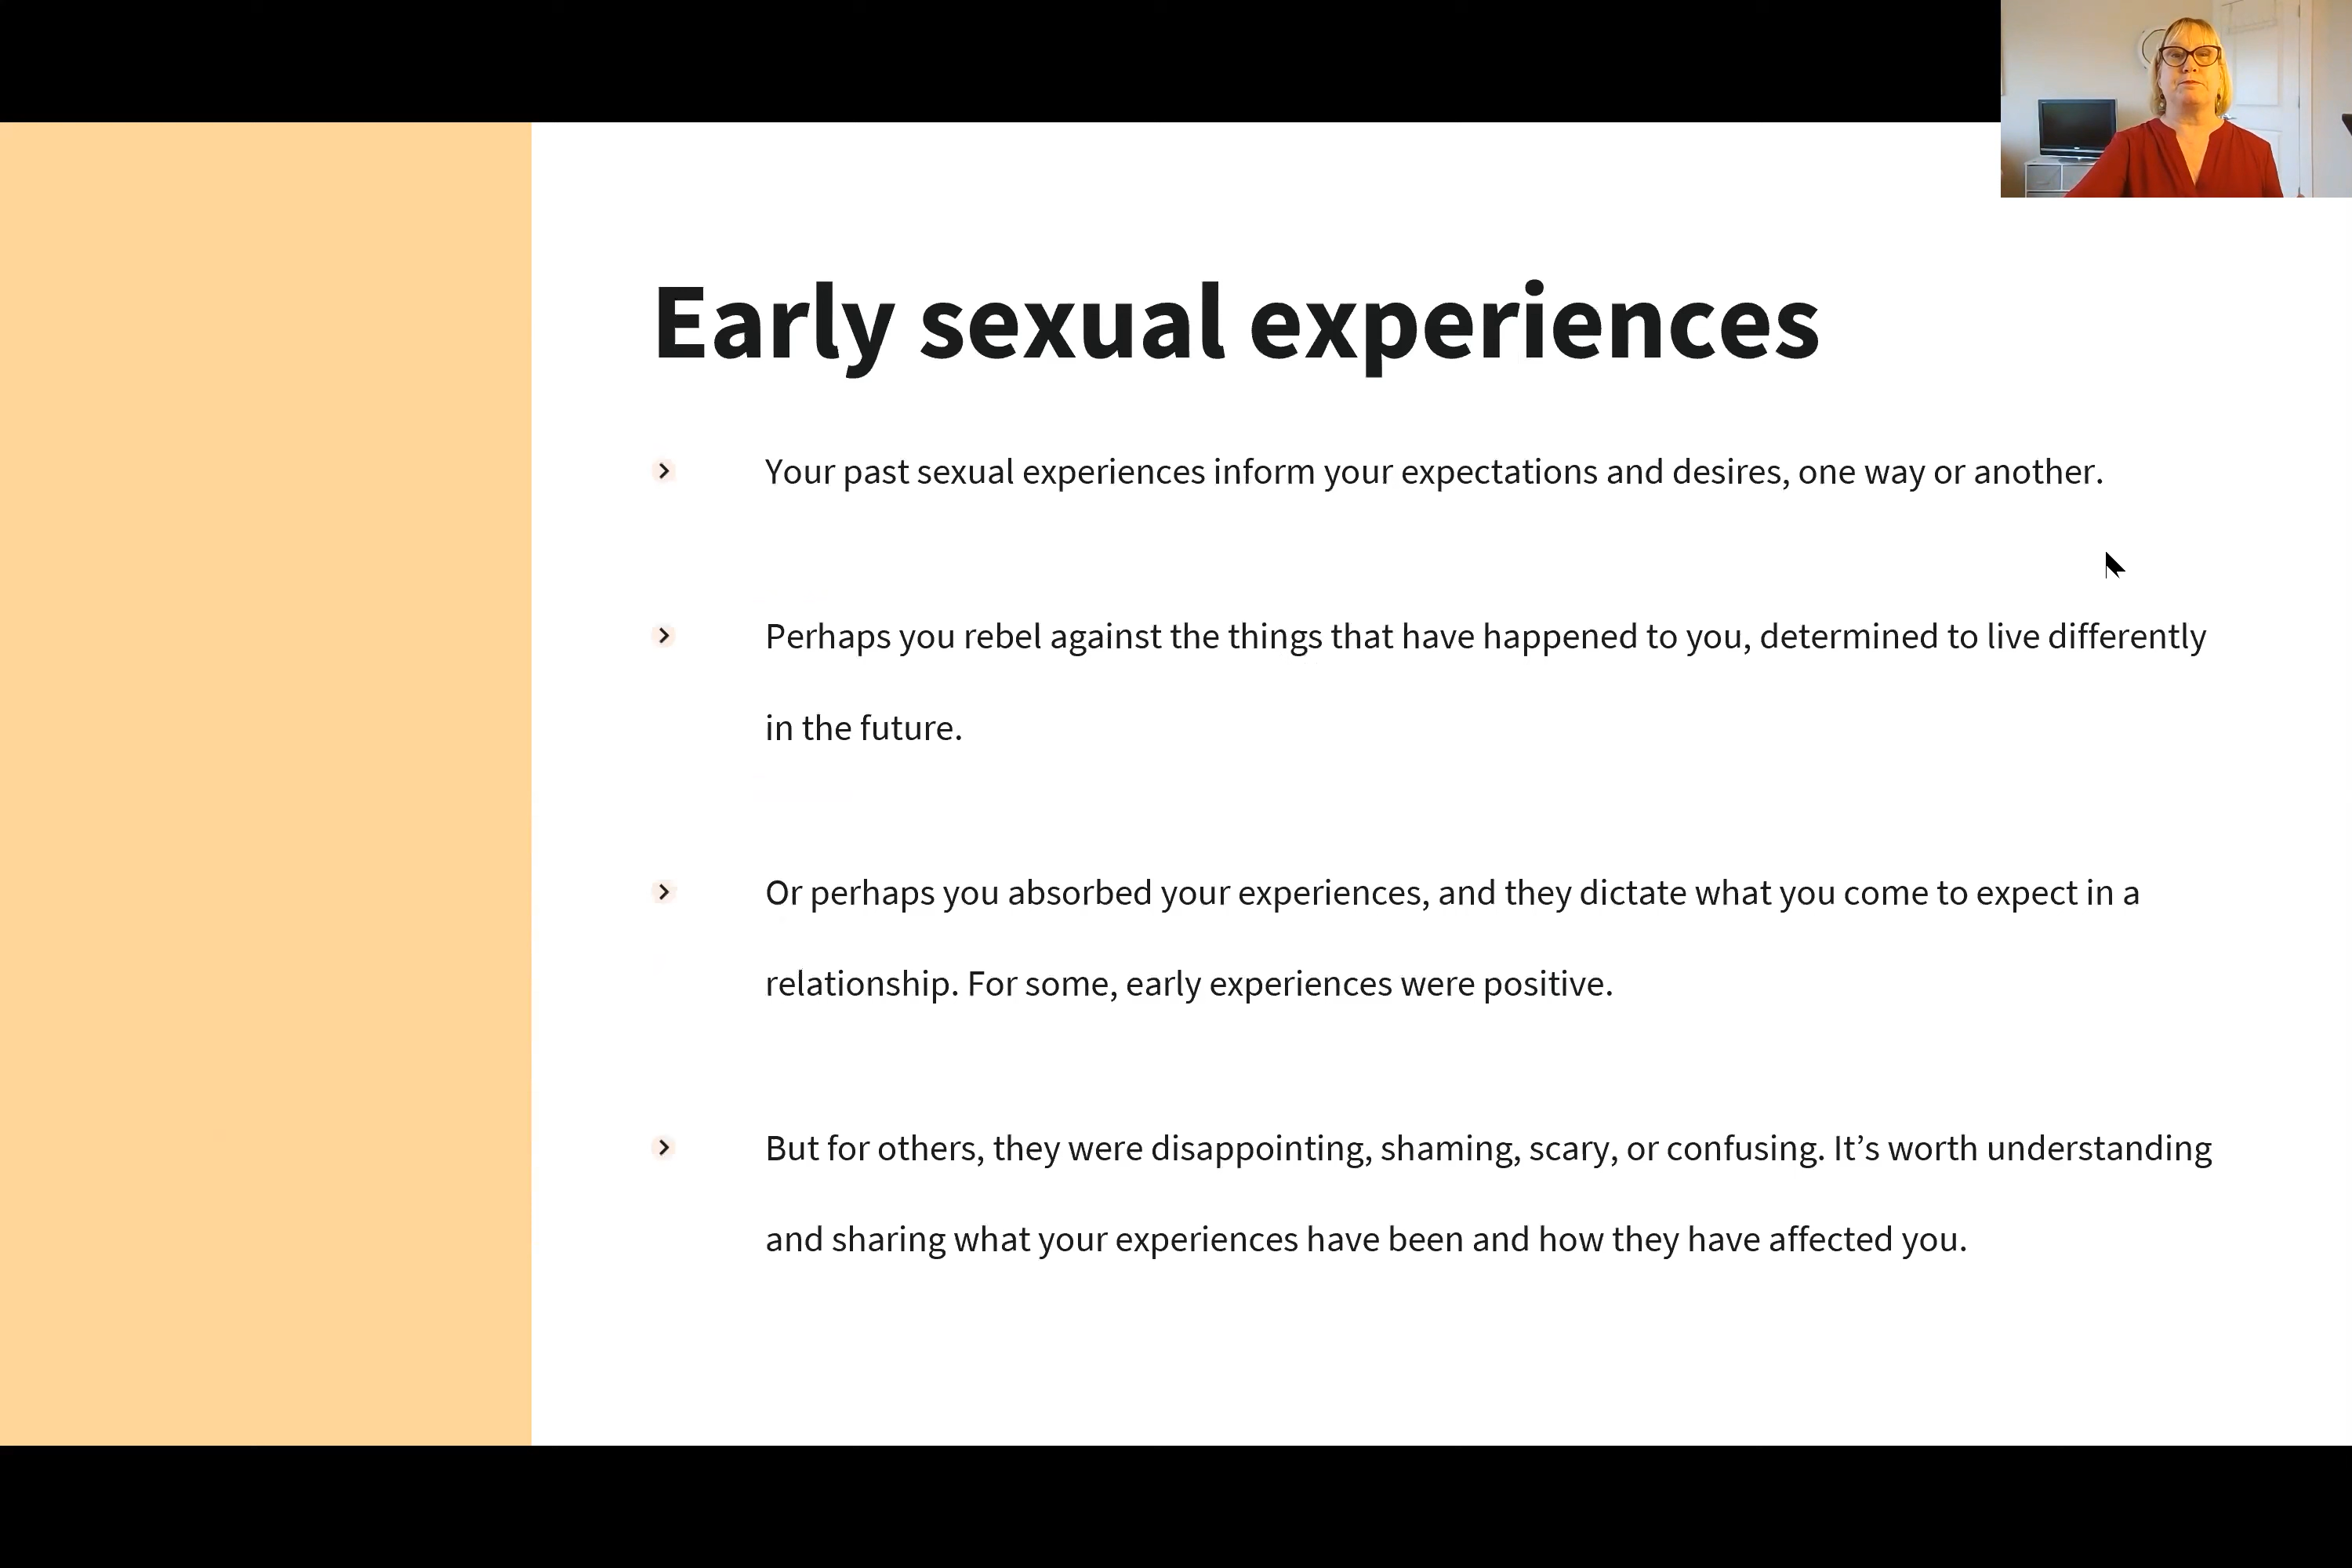 Early sexual experiences
Your past sexual experiences inform your expectations and desires, one way or another.
Perhaps you rebel against the things that have happened to you, determined to live differently
in the future.
Or perhaps you absorbed your experiences, and they dictate what you come to expect in a
relationship. For some, early experiences were positive.
But for others, they were disappointing, shaming, scary, or confusing. It’s worth understanding
and sharing what your experiences have been and how they have affected you.